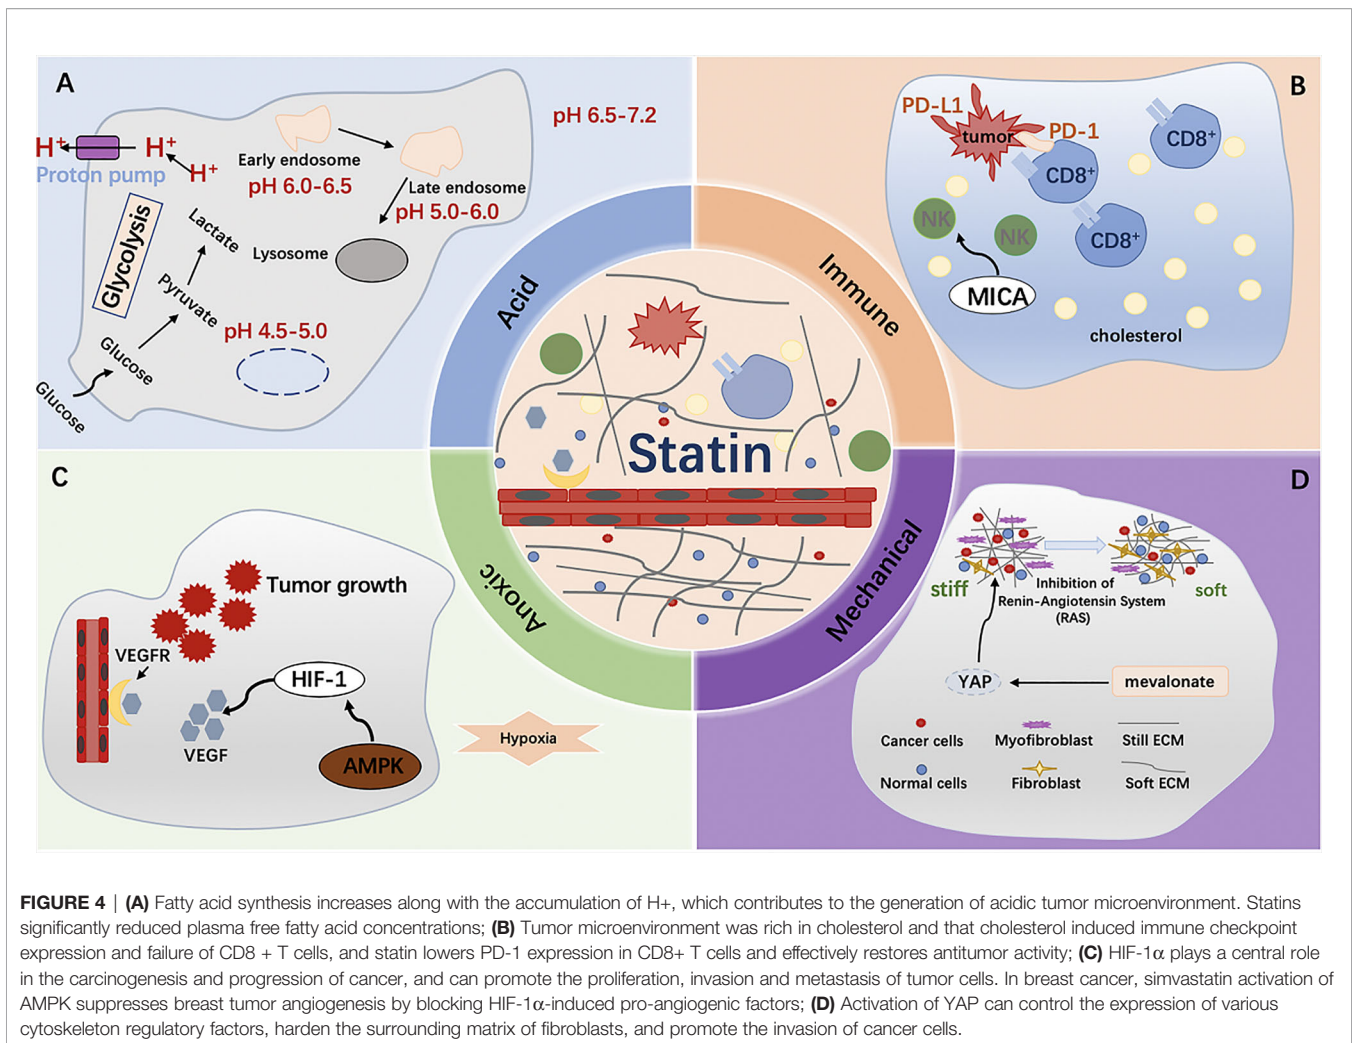 A
H+
H+
H+
Proton pump
Early endosome
pH 6.0-6.5
Late endosome
pH 5.0-6.0
Lysosome
pH 6.5-7.2
Glycolysis
Lactate
Pyruvate
Glucose
Glucose
pH 4.5-5.0
B
PD-L1
tumor
PD-1
CD8+
CD8+
CD8+
NK
NK
MICA
cholesterol
Acid
Immune
Anoxic
Mechanical
Statin
C
Tumor growth
VEGFR
HIF-1
VEGF
AMPK
Hypoxia
D
stiff
Inhibition of
Renin-Angiotensin System
(RAS)
soft
YAP
mevalonate
Cancer cells
Myofibroblast
Still ECM
Normal cells
Fibroblast
Soft ECM
FIGURE 4 | (A) Fatty acid synthesis increases along with the accumulation of H+, which contributes to the generation of acidic tumor microenvironment. Statins
significantly reduced plasma free fatty acid concentrations; (B) Tumor microenvironment was rich in cholesterol and that cholesterol induced immune checkpoint
expression and failure of CD8 + T cells, and statin lowers PD-1 expression in CD8+ T cells and effectively restores antitumor activity; (C) HIF-1α plays a central role
in the carcinogenesis and progression of cancer, and can promote the proliferation, invasion and metastasis of tumor cells. In breast cancer, simvastatin activation of
AMPK suppresses breast tumor angiogenesis by blocking HIF-1α-induced pro-angiogenic factors; (D) Activation of YAP can control the expression of various
cytoskeleton regulatory factors, harden the surrounding matrix of fibroblasts, and promote the invasion of cancer cells.